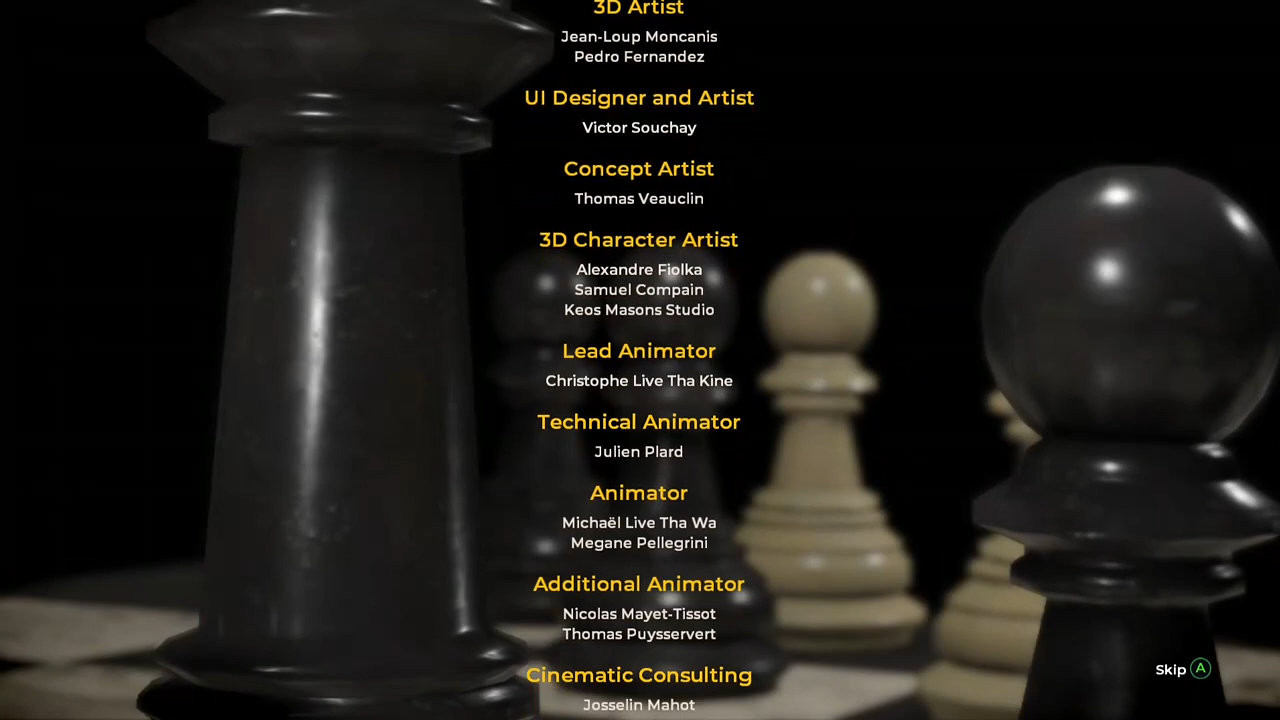 3D Artist
Jean-Loup Moncanis
Pedro Fernandez
UI Designer and Artist
Victor Souchay
Concept Artist
Thomas Veauclin
3D Character Artist
Alexandre Fiolka
Samuel Compain
Keos Masons Studio
Lead Animator
Christophe Live Tha Kine
Technical Animator
Julien Plard
Animator
Michaël Live Tha Wa
Megane Pellegrini
Additional Animator
Nicolas Mayet-Tissot
Thomas Puysservert
Cinematic Consulting
Josselin Mahot
Skip A